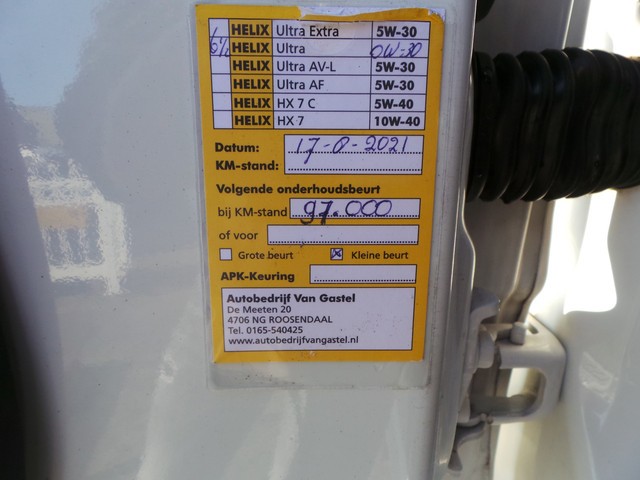 HELIX Ultra Extra 5W-30
HELIX Ultra 0W-30
HELIX Ultra AV-L 5W-30
HELIX Ultra AF 5W-30
HELIX HX 7 C 5W-40
HELIX HX 7 10W-40
Datum: 17-8-2021
KM-stand:
Volgende onderhoudsbeurt
bij KM-stand 97.000
of voor
Grote beurt Kleine beurt
APK-Keuring
Autobedrijf Van Gastel
De Meeten 20
4706 NG ROOSENDAAL
Tel. 0165-540425
www.autobedrijfvangastel.nl